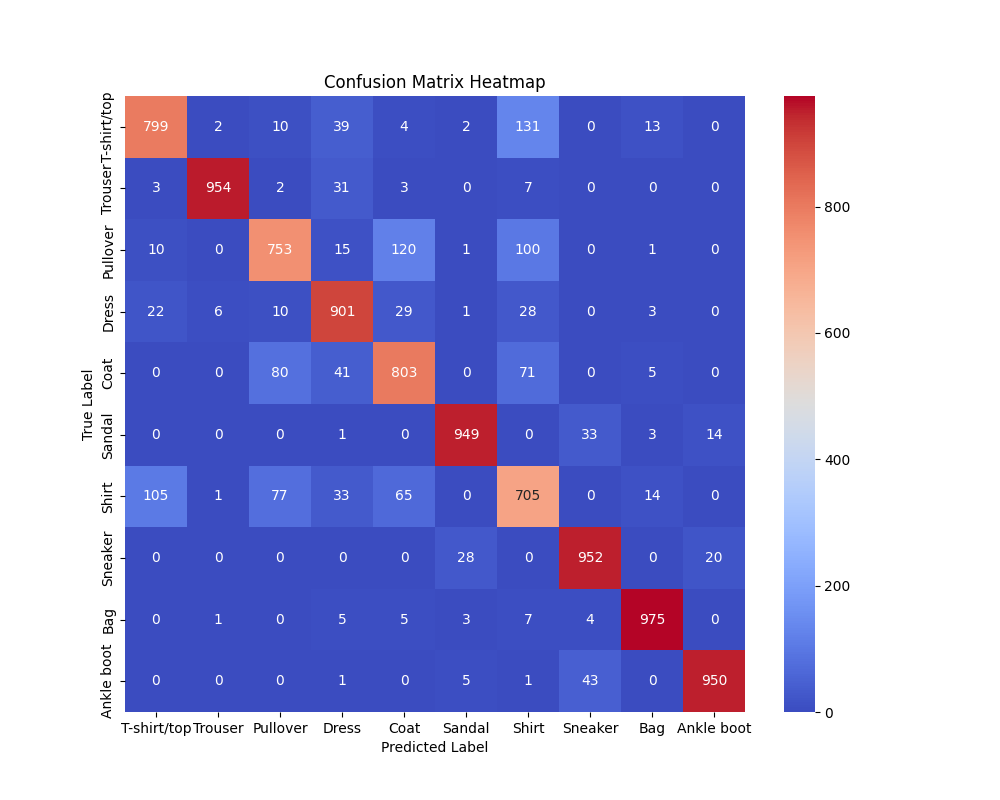 Confusion Matrix Heatmap
True Label
T-shirt/top 799 2 10 39 4 2 131 0 13 0
Trouser 3 954 2 31 3 0 7 0 0 0
Pullover 10 0 753 15 120 1 100 0 1 0
Dress 22 6 10 901 29 1 28 0 3 0
Coat 0 0 80 41 803 0 71 0 5 0
Sandal 0 0 0 1 0 949 0 33 3 14
Shirt 105 1 77 33 65 0 705 0 14 0
Sneaker 0 0 0 0 0 28 0 952 0 20
Bag 0 1 0 5 5 3 7 4 975 0
Ankle boot 0 0 0 1 0 5 1 43 0 950
T-shirt/top Trouser Pullover Dress Coat Sandal Shirt Sneaker Bag Ankle boot
Predicted Label
800
600
400
200
0